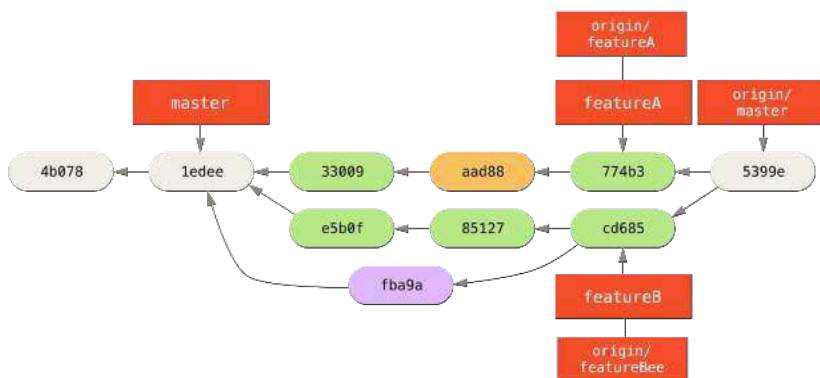 origin/
featureA
master
featureA
origin/
master
4b078
1edee
33009
aad88
774b3
5399e
e5b0f
85127
cd685
fba9a
featureB
origin/
featureBee